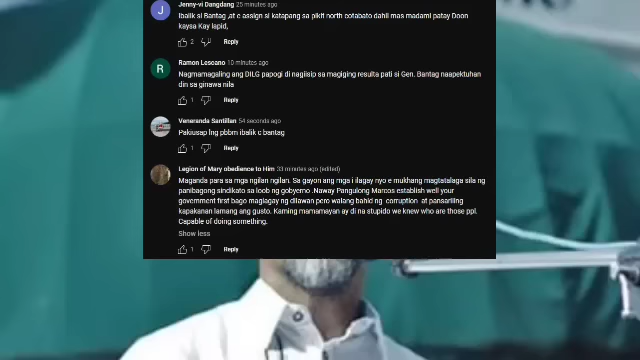 Jenny-vi Dangdang 25 minutes ago
Ibalik si Bantag ,at e assign si katapang sa pikit north cotabato dahil mas madami patay Doon
kaysa Kay lapid,
2 Reply
Ramon Lescano 10 minutes ago
Nagmamagaling ang DILG papogi di nagiisip sa magiging resulta pati si Gen. Bantag naapektuhan
din sa ginawa nila
1 Reply
Veneranda Santillan 54 seconds ago
Pakiusap lng pbbm ibalik c bantag
1 Reply
Legion of Mary obedience to Him 33 minutes ago (edited)
Maganda para sa mga ngilan ngilan. Sa gayon ang mga i ilagay nyo e mukhang magtatalaga sila ng
panibagong sindikato sa loob ng gobyerno .Naway Pangulong Marcos establish well your
government first bago maglagay ng dilawan pero walang bahid ng corruption at pansariling
kapakanan lamang ang gusto. Kaming mamamayan ay di na stupido we knew who are those ppl.
Capable of doing something.
Show less
1 Reply